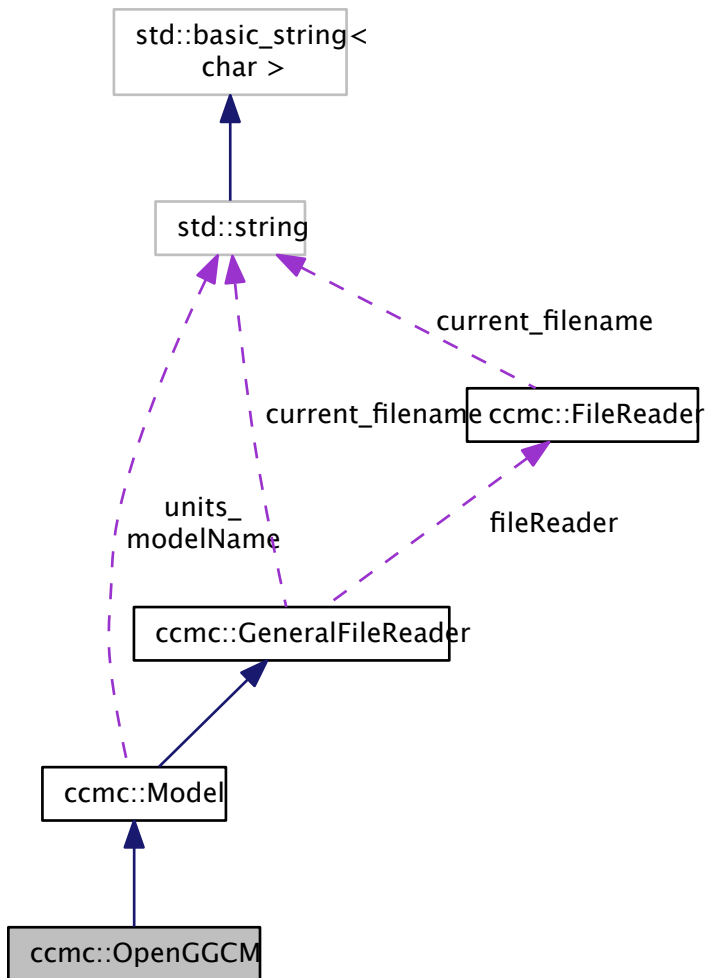 std::basic_string<
char >
std::string
current_filename
current_filename
ccmc::FileReader
units_
modelName
fileReader
ccmc::GeneralFileReader
ccmc::Model
ccmc::OpenGGCM